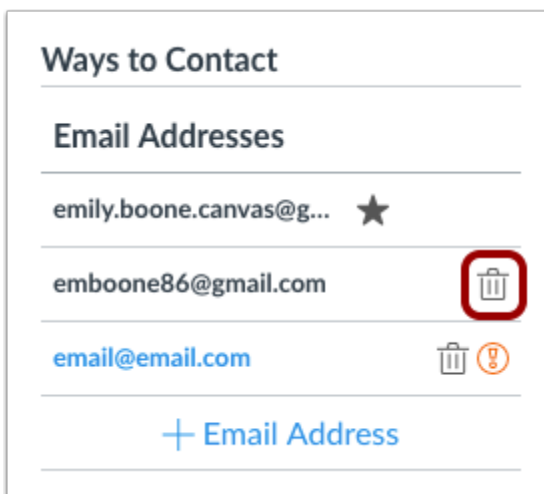 Ways to Contact
Email Addresses
emily.boone.canvas@g...
emboone86@gmail.com
email@email.com
+ Email Address